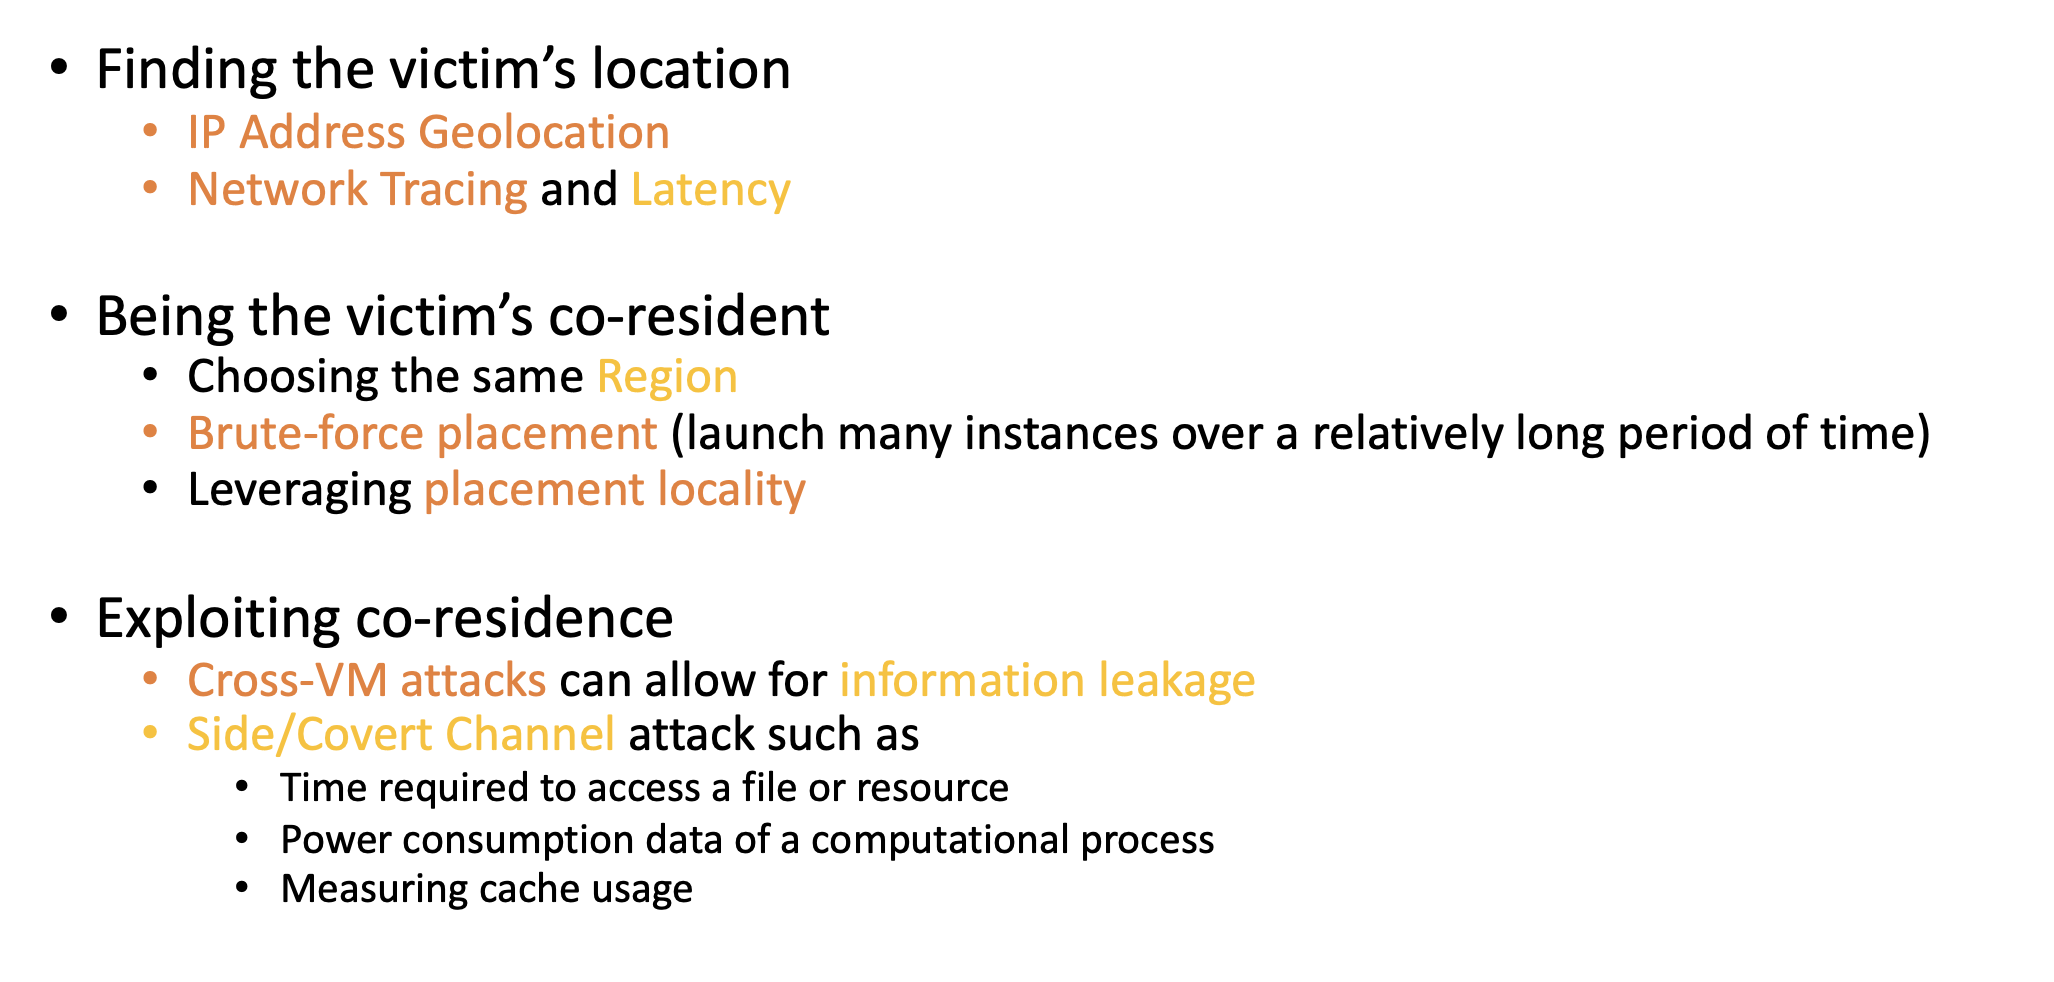 • Finding the victim’s location
• IP Address Geolocation
• Network Tracing and Latency
• Being the victim’s co-resident
• Choosing the same Region
• Brute-force placement (launch many instances over a relatively long period of time)
• Leveraging placement locality
• Exploiting co-residence
• Cross-VM attacks can allow for information leakage
• Side/Covert Channel attack such as
• Time required to access a file or resource
• Power consumption data of a computational process
• Measuring cache usage